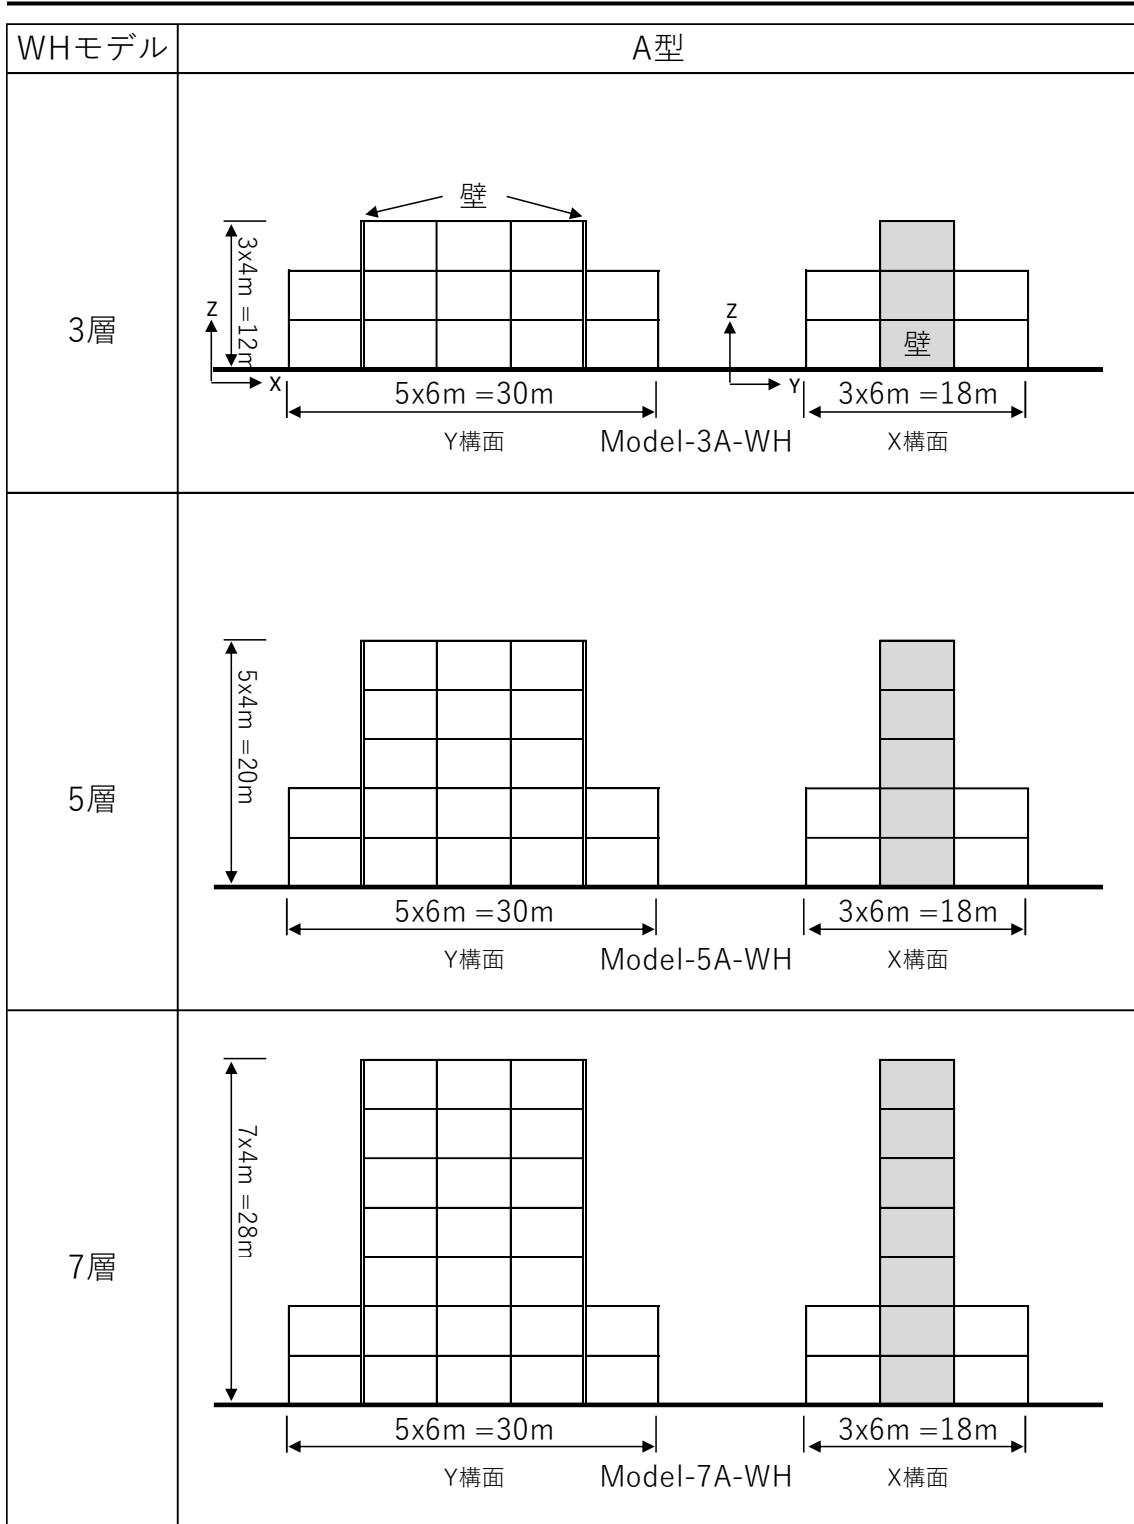 WHモデル
A型
3層
壁
3x4m =12m
Z
X
Z
Y
壁
5x6m =30m
3x6m =18m
Y横面
Model-3A-WH
X構面
5層
5x4m =20m
5x6m =30m
3x6m =18m
Y横面
Model-5A-WH
X構面
7層
7x4m =28m
5x6m =30m
3x6m =18m
Y横面
Model-7A-WH
X構面